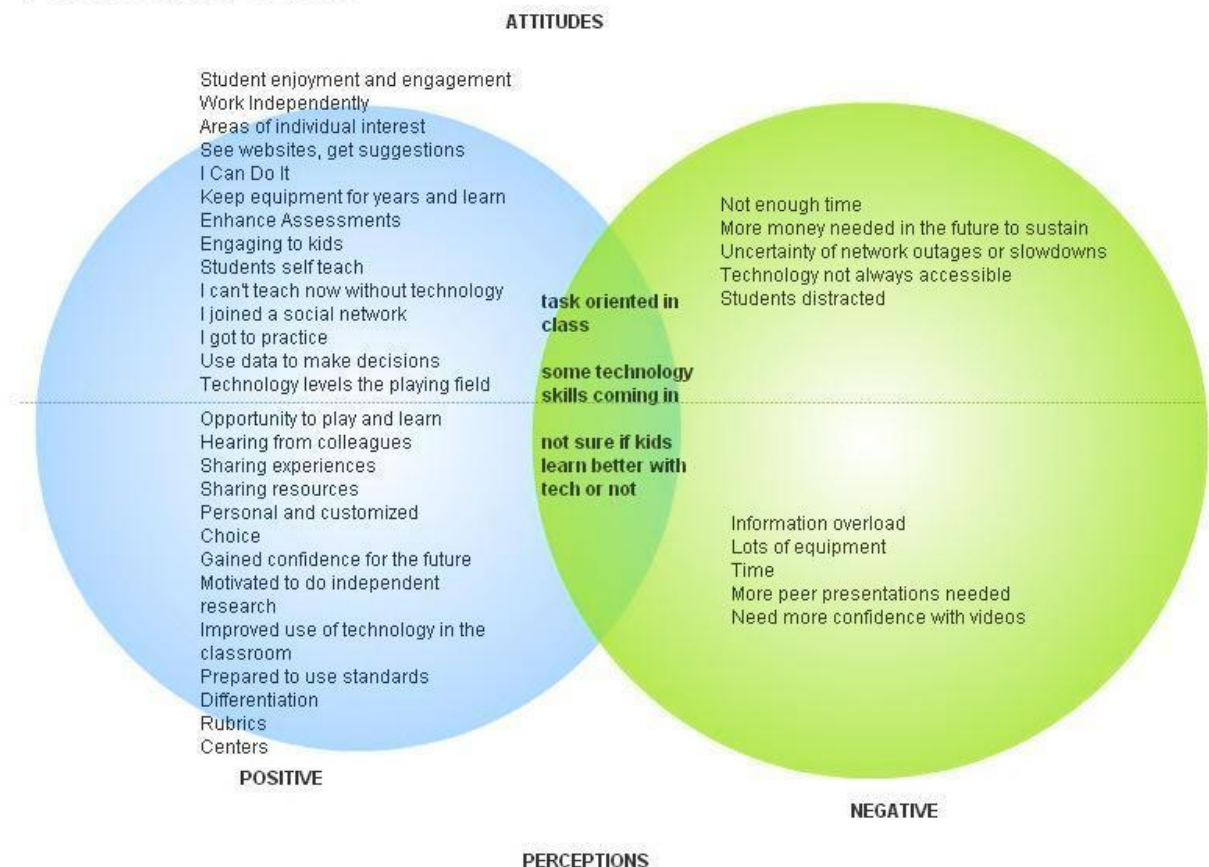 ATTITUDES
Student enjoyment and engagement
Work Independently
Areas of individual interest
See websites, get suggestions
I Can Do It
Keep equipment for years and learn
Enhance Assessments
Engaging to kids
Students self teach
I can't teach now without technology
I joined a social network
I got to practice
Use data to make decisions
Technology levels the playing field
Opportunity to play and learn
Hearing from colleagues
Sharing experiences
Sharing resources
Personal and customized
Choice
Gained confidence for the future
Motivated to do independent
research
Improved use of technology in the
classroom
Prepared to use standards
Differentiation
Rubrics
Centers
POSITIVE
task oriented in
class
some technology
skills coming in
not sure if kids
learn better with
tech or not
Not enough time
More money needed in the future to sustain
Uncertainty of network outages or slowdowns
Technology not always accessible
Students distracted
Information overload
Lots of equipment
Time
More peer presentations needed
Need more confidence with videos
NEGATIVE
PERCEPTIONS